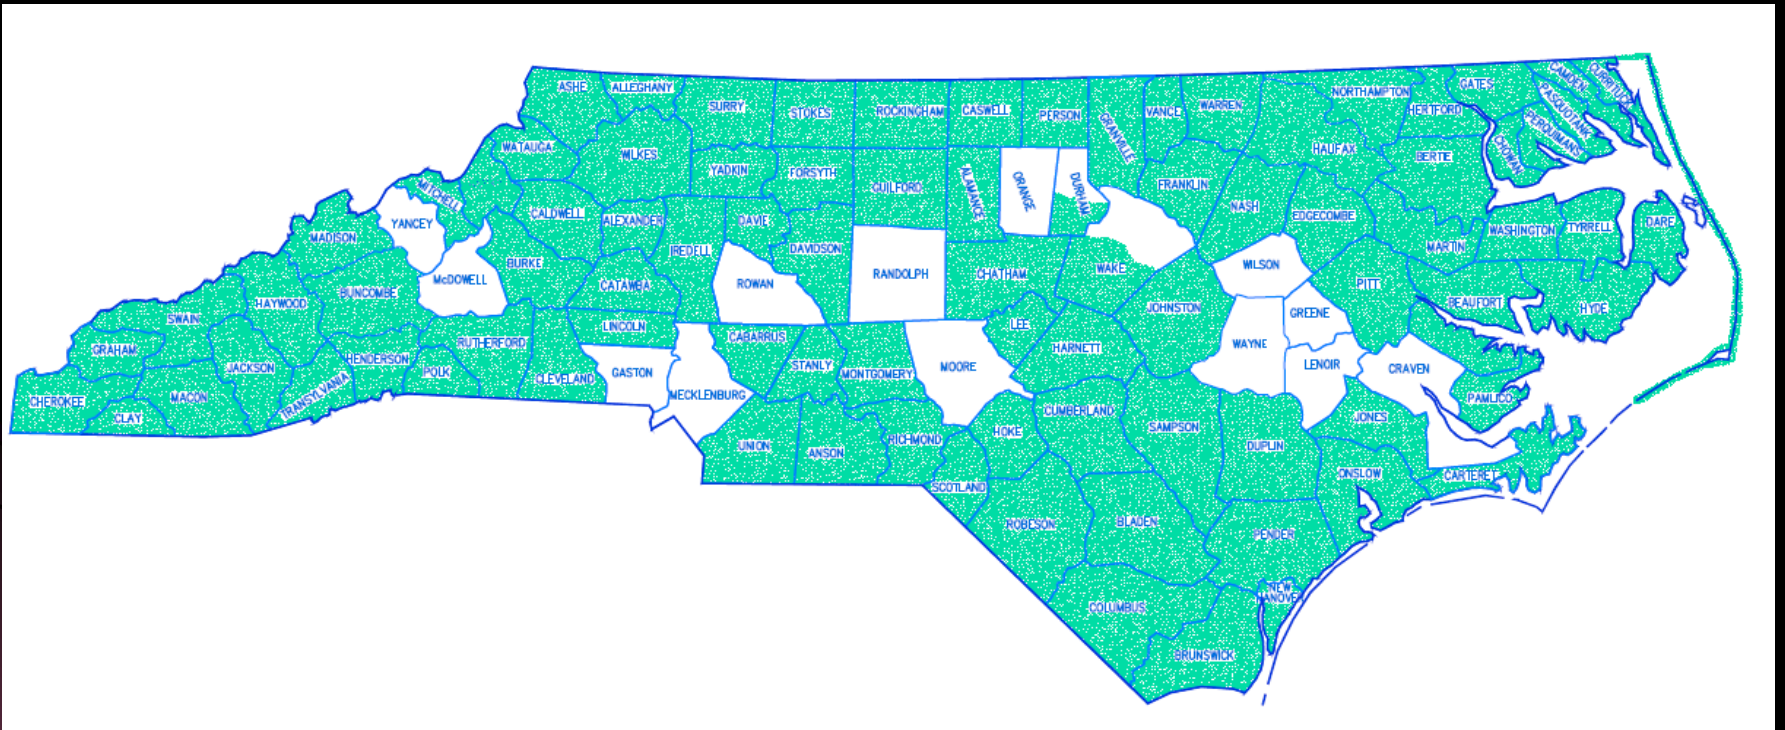 ASHE
ALLEGHANY
SURRY
STOKES
ROCKINGHAM
CASWELL
PERSON
GRANVILLE
VANCE
WARREN
NORTHAMPTON
GATES
CAMDEN
CURRITUCK
HERTFORD
PASQUOTANK
PERQUIMANS
CHOWAN
WATAUGA
WILKES
YADKIN
FORSYTH
GUILFORD
ALAMANCE
ORANGE
DURHAM
FRANKLIN
HALIFAX
BERTIE
MITCHELL
YANCEY
CALDWELL
ALEXANDER
IREDELL
DAVIE
DAVIDSON
NASH
EDGECOMBE
MARTIN
WASHINGTON
TYRRELL
DARE
MADISON
McDOWELL
BURKE
CATAWBA
ROWAN
RANDOLPH
CHATHAM
WAKE
WILSON
PITT
BEAUFORT
HYDE
HAYWOOD
BUNCOMBE
SWAIN
LINCOLN
CABARRUS
LEE
JOHNSTON
GREENE
GRAHAM
JACKSON
HENDERSON
RUTHERFORD
POLK
CLEVELAND
GASTON
MECKLENBURG
STANLY
MONTGOMERY
MOORE
HARNETT
WAYNE
LENOIR
CRAVEN
PAMLICO
CHEROKEE
CLAY
MACON
TRANSYLVANIA
UNION
ANSON
RICHMOND
HOKE
CUMBERLAND
SAMPSON
DUPLIN
JONES
SCOTLAND
ONSLOW
CARTERET
ROBESON
BLADEN
PENDER
COLUMBUS
NEW
HANOVER
BRUNSWICK